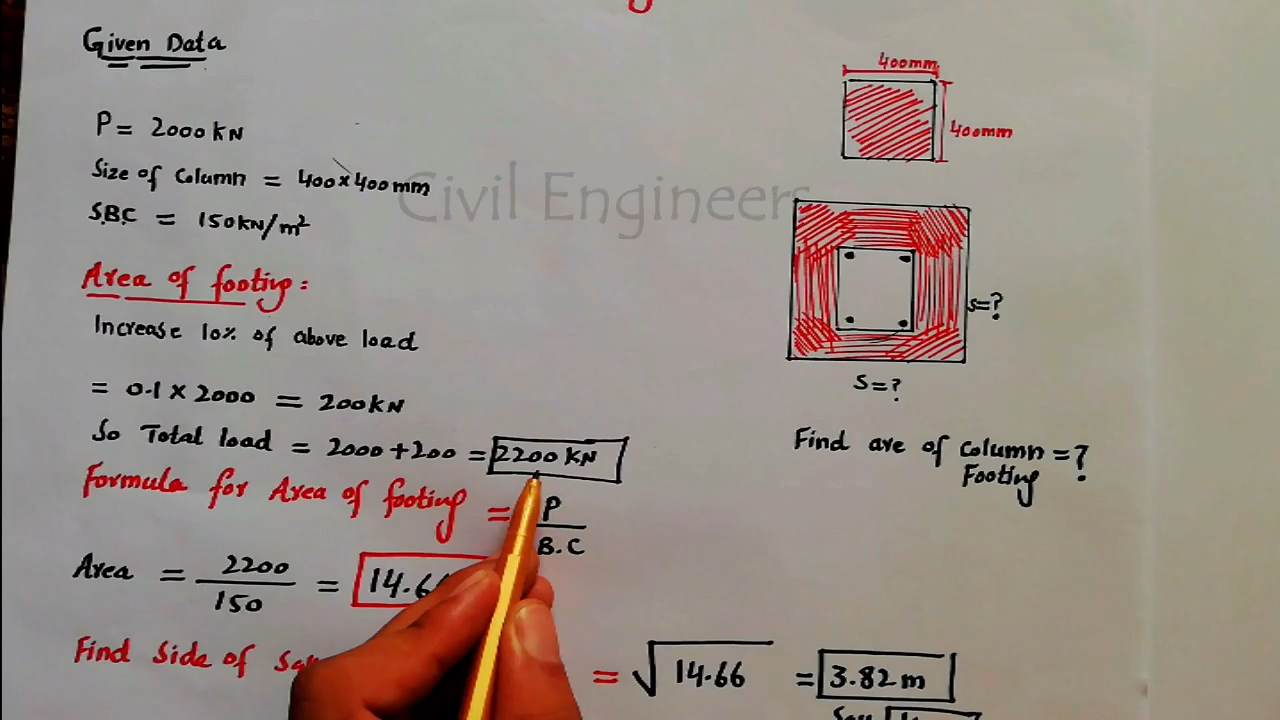 Given Data
P = 2000 KN
Size of Column = 400 × 400 mm
SBC = 150 KN/m²
Area of footing:
Increase 10% of above load
= 0.1 × 2000 = 200 KN
So Total load = 2000 + 200 = 2200 KN
Formula for Area of footing = P
B.C
Area = 2200/150 = 14.6
Find Side of
= √14.66 = 3.82 m
Civil Engineers
400mm
400mm
S=?
S=?
Find are of Column = ?
Footing